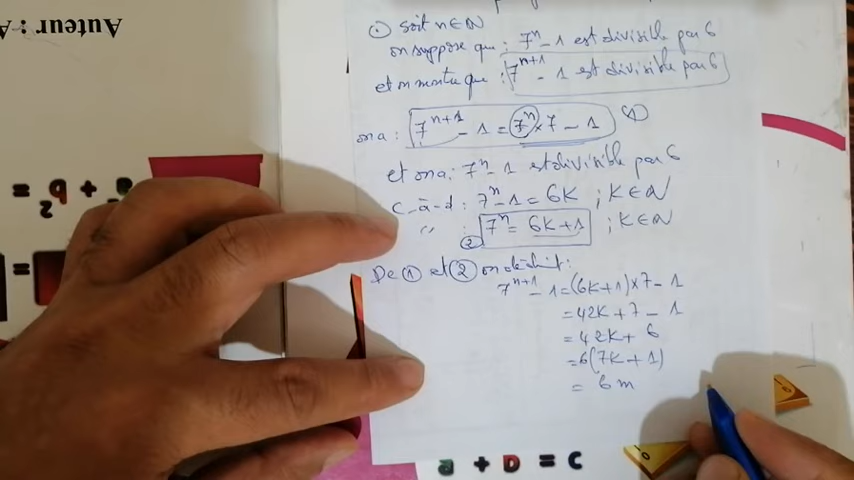 Auteur : A
⊙ soit n ∈ ℕ
on suppose que : 7ⁿ - 1 est divisible par 6
et on montre que : 7ⁿ⁺¹ - 1 est divisible par 6
on a : 7ⁿ⁺¹ - 1 = 7ⁿ × 7 - 1 ①
et on a : 7ⁿ - 1 est divisible par 6
c-à-d : 7ⁿ - 1 = 6K ; K ∈ ℕ
″ : 7ⁿ = 6K + 1 ; K ∈ ℕ
②
De ① et ② on déduit :
7ⁿ⁺¹ - 1 = (6K + 1) × 7 - 1
= 42K + 7 - 1
= 42K + 6
= 6(7K + 1)
= 6m
+ D = C